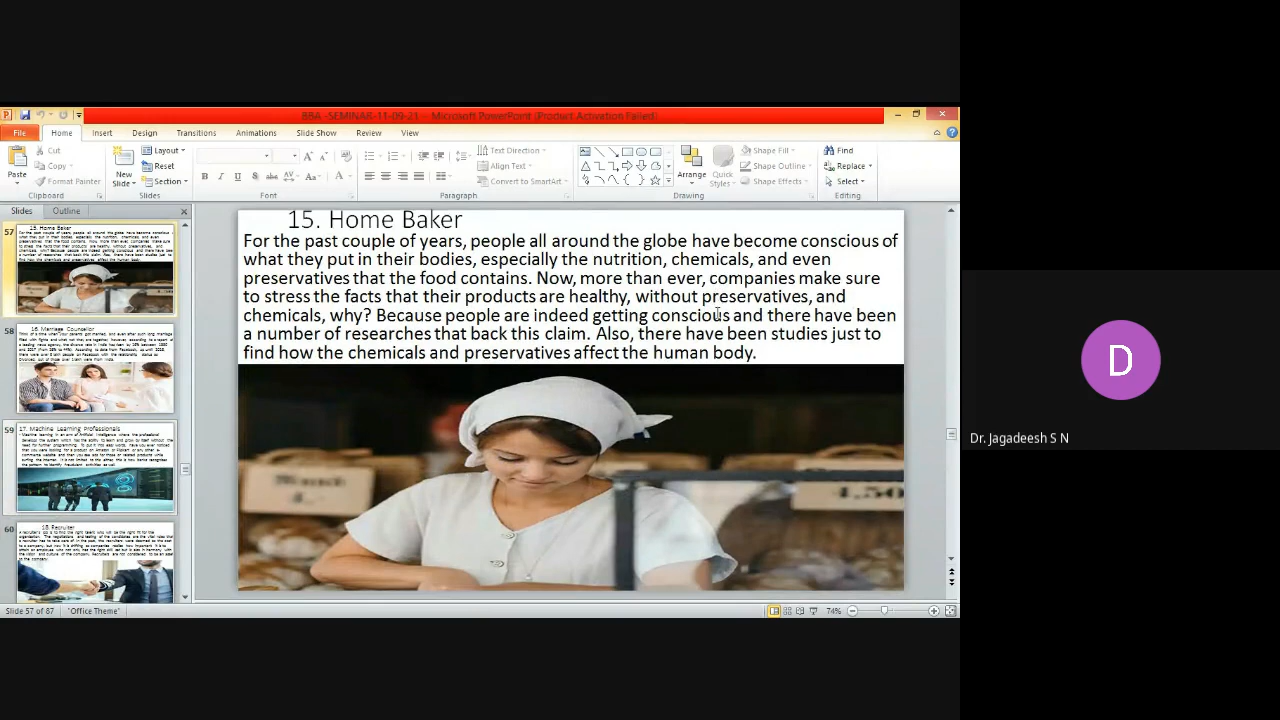 BBA -SEMINAR-11-09-21 - Microsoft PowerPoint (Product Activation Failed)
File Home Insert Design Transitions Animations Slide Show Review View
Cut
Copy
Format Painter
Paste
Clipboard
New
Slide
Layout
Reset
Section
Slides
Font
Paragraph
Text Direction
Align Text
Convert to SmartArt
Arrange
Quick
Styles
Shape Fill
Shape Outline
Shape Effects
Drawing
Find
Replace
Select
Editing
Slides Outline
57
15. Home Baker
58
16. Marriage Counsellor
59
17. Machine Learning Professionals
60
18. Recruiter
15. Home Baker
For the past couple of years, people all around the globe have become conscious of
what they put in their bodies, especially the nutrition, chemicals, and even
preservatives that the food contains. Now, more than ever, companies make sure
to stress the facts that their products are healthy, without preservatives, and
chemicals, why? Because people are indeed getting conscious and there have been
a number of researches that back this claim. Also, there have been studies just to
find how the chemicals and preservatives affect the human body.
4.50
Slide 57 of 87 "Office Theme" 74%
D
Dr. Jagadeesh S N